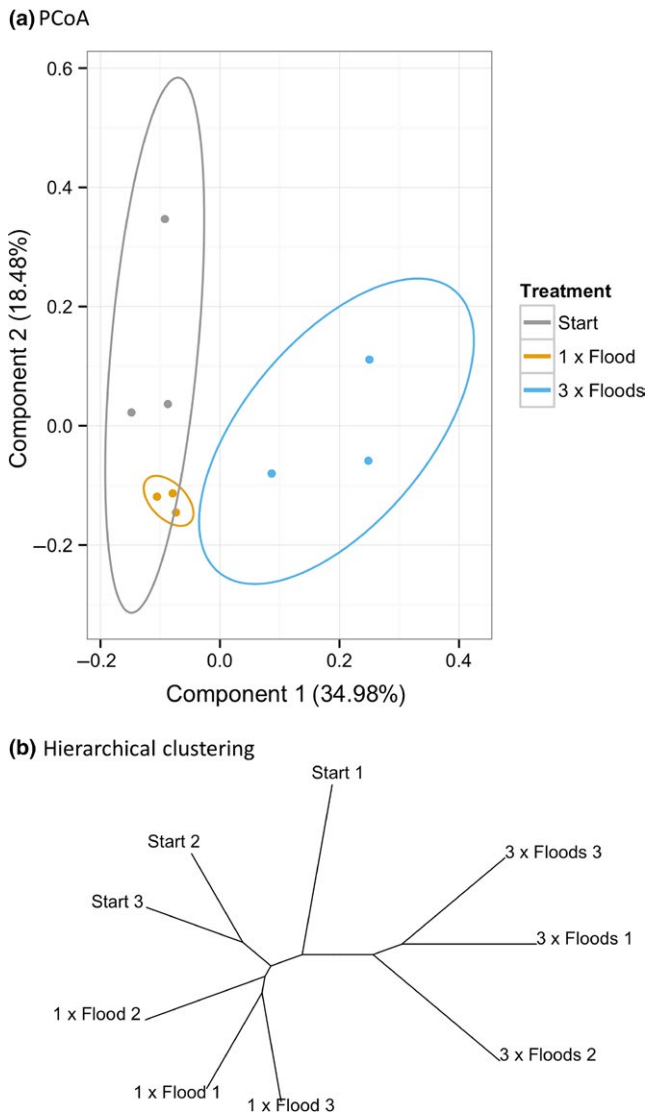 (a) PCoA
0.6
0.4
0.2
0.0
–0.2
–0.2
0.0
0.2
0.4
Component 2 (18.48%)
Component 1 (34.98%)
Treatment
Start
1 x Flood
3 x Floods
(b) Hierarchical clustering
Start 1
Start 2
3 x Floods 3
Start 3
3 x Floods 1
1 x Flood 2
3 x Floods 2
1 x Flood 1
1 x Flood 3